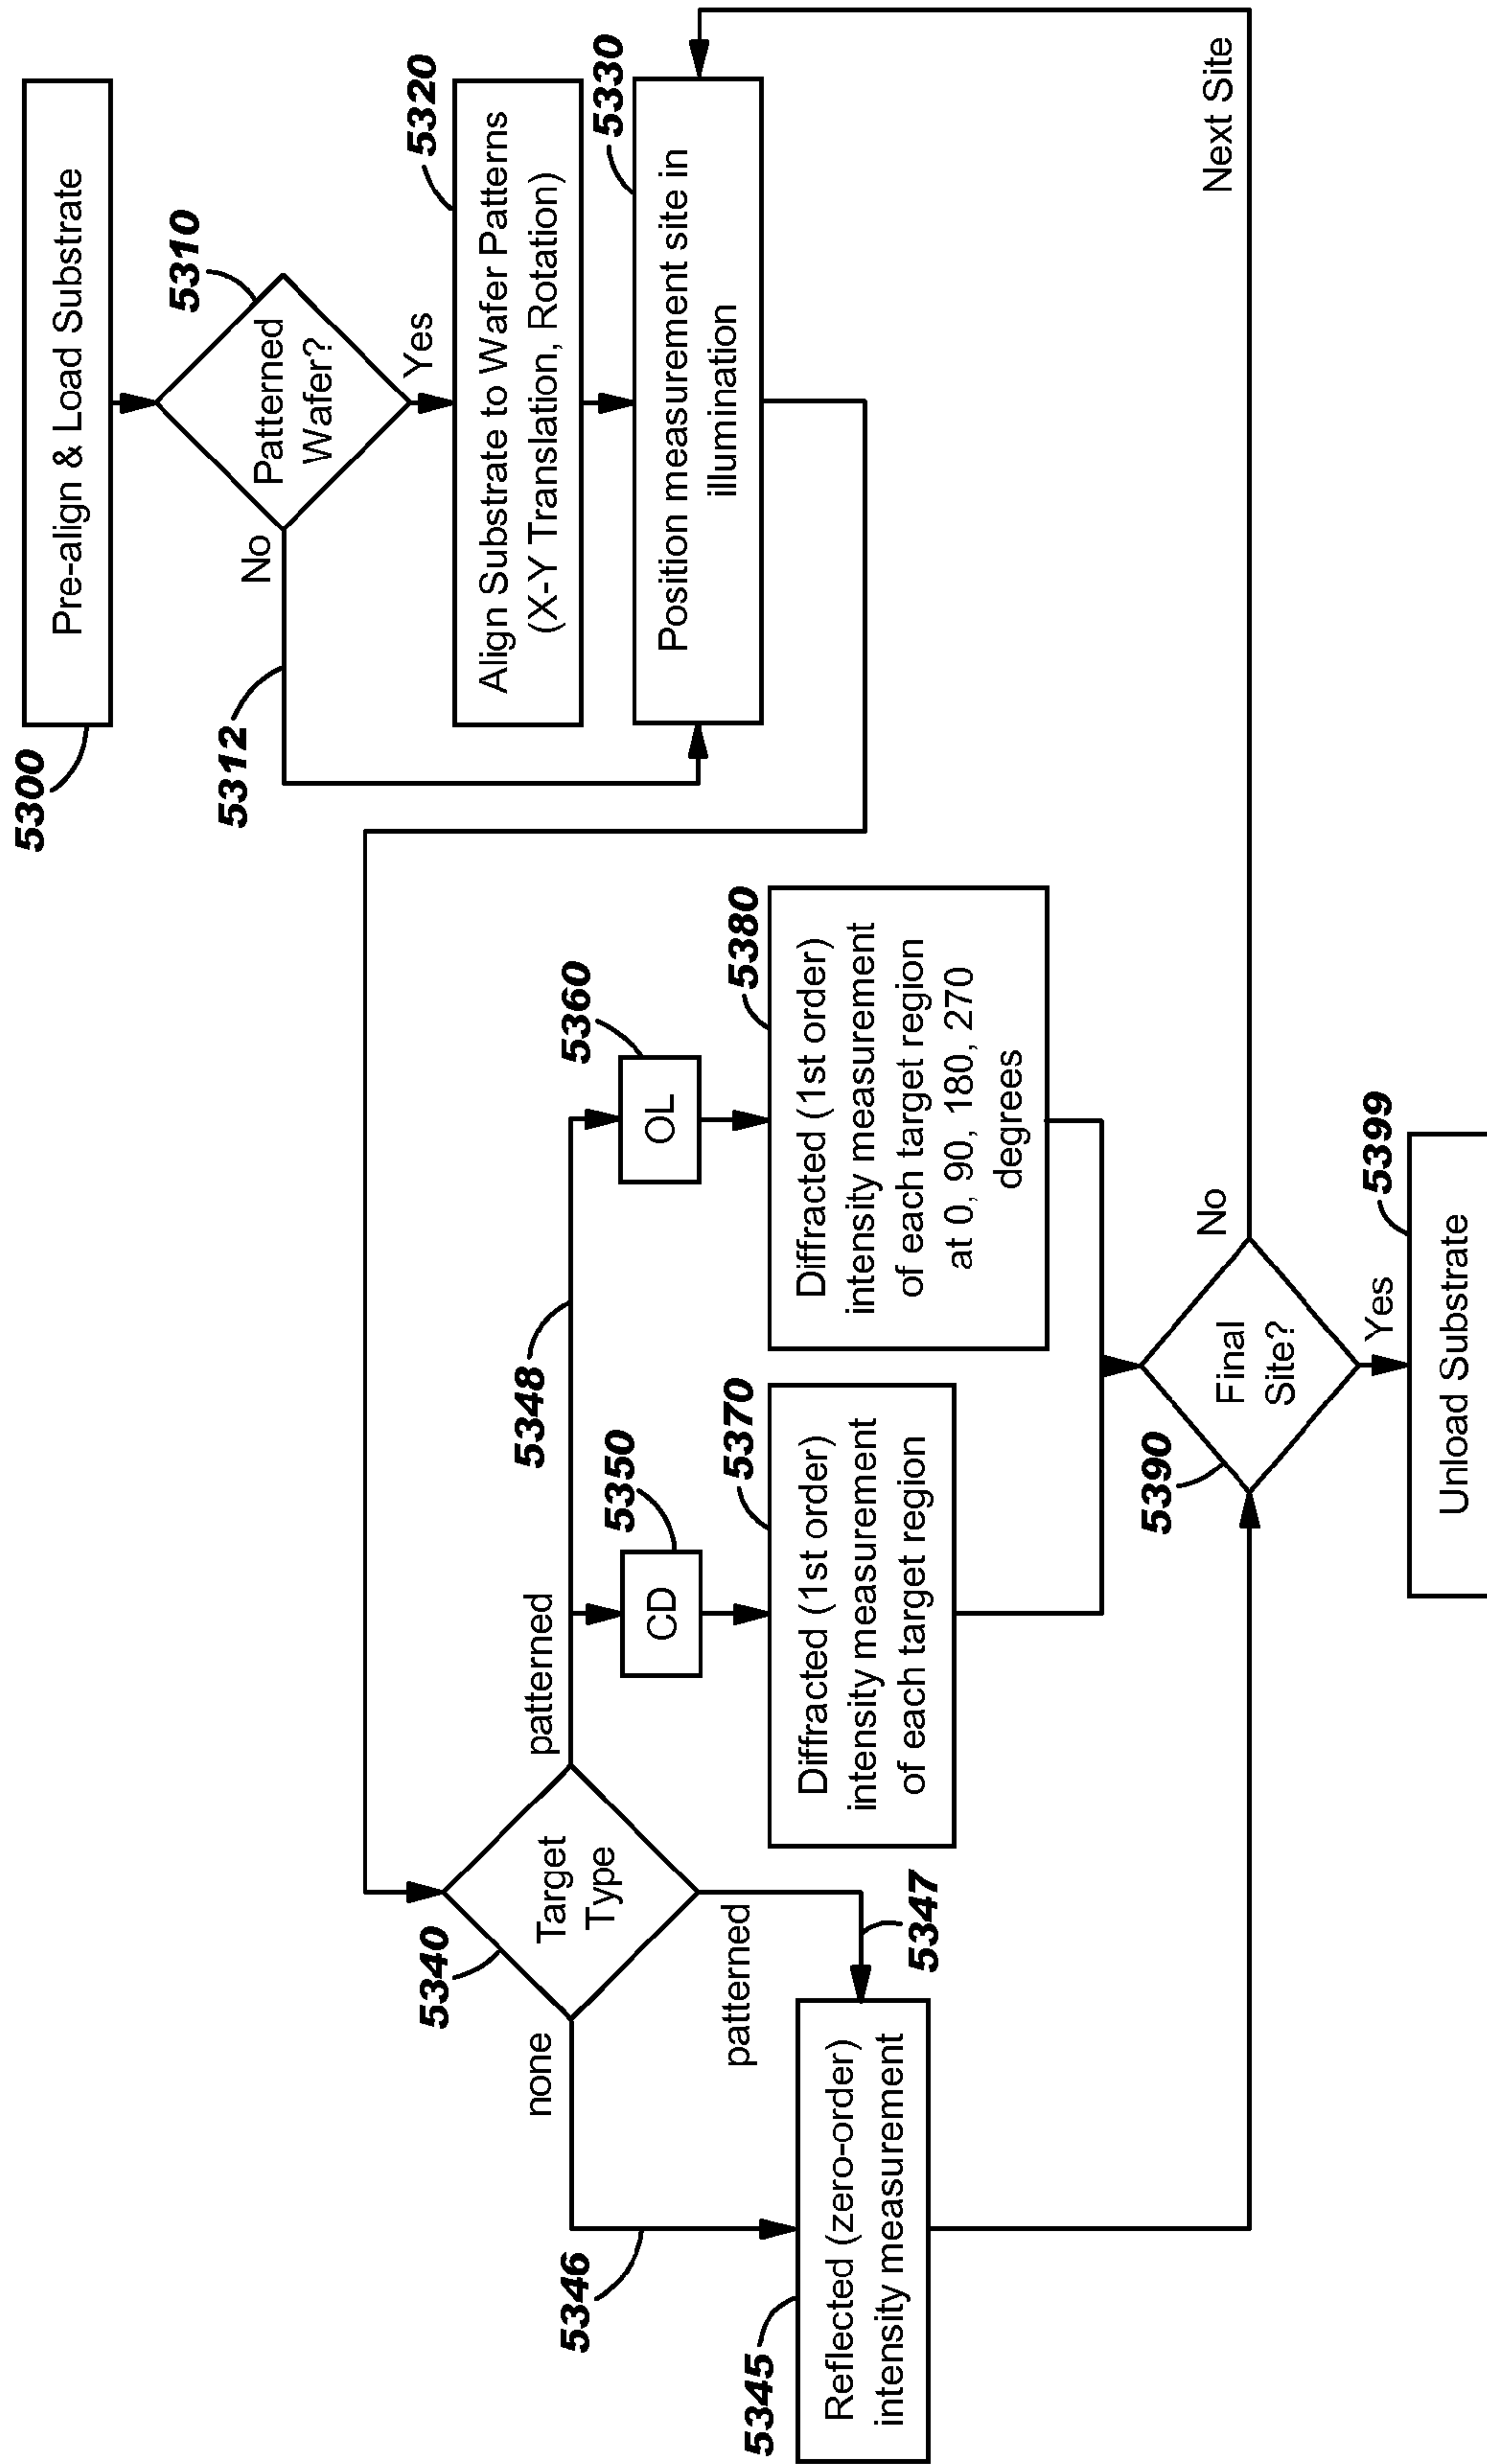 5300
Pre-align & Load Substrate
5310
Patterned
Wafer?
No
5312
Yes
5320
Align Substrate to Wafer Patterns
(X-Y Translation, Rotation)
5330
Position measurement site in
illumination
5340
Target
Type
none
patterned
patterned
5346
5347
5348
5345
Reflected (zero-order)
intensity measurement
5350
CD
5360
OL
5370
Diffracted (1st order)
intensity measurement
of each target region
5380
Diffracted (1st order)
intensity measurement
of each target region
at 0, 90, 180, 270
degrees
5390
Final
Site?
No
Next Site
Yes
5399
Unload Substrate